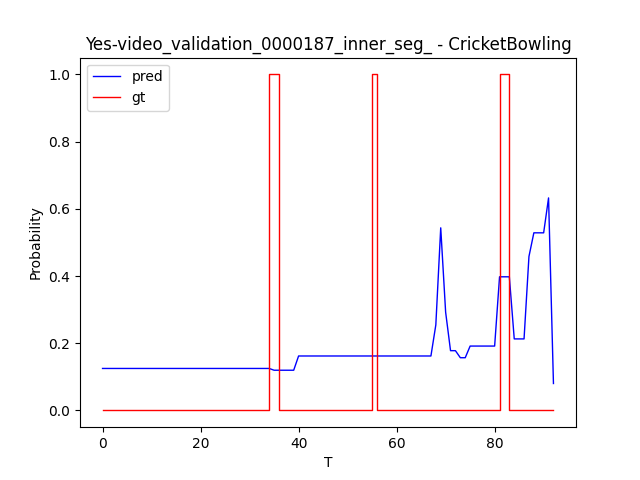 Yes-video_validation_0000187_inner_seg_ - CricketBowling
pred
gt
1.0
0.8
0.6
0.4
0.2
0.0
Probability
0
20
40
60
80
T